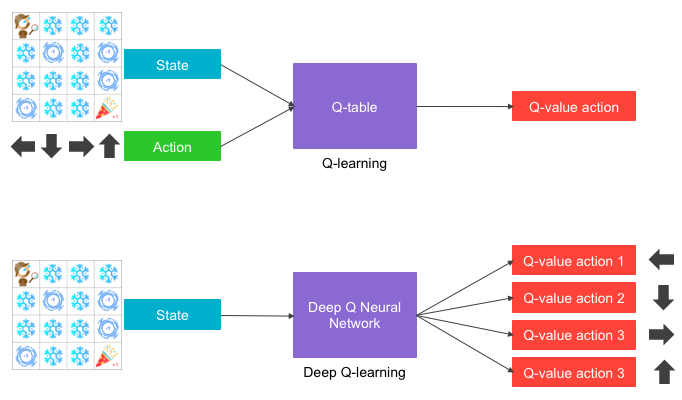 State
Q-table
Q-value action
Action
Q-learning
State
Deep Q Neural
Network
Q-value action 1
Q-value action 2
Q-value action 3
Q-value action 3
Deep Q-learning